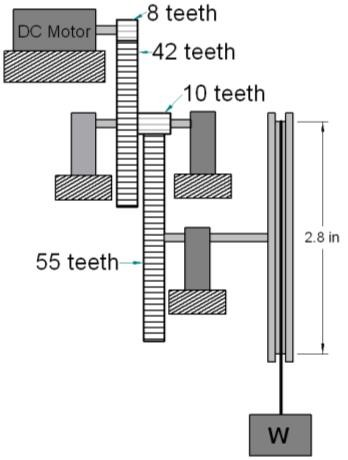 8 teeth
DC Motor
42 teeth
10 teeth
2.8 in
55 teeth
W